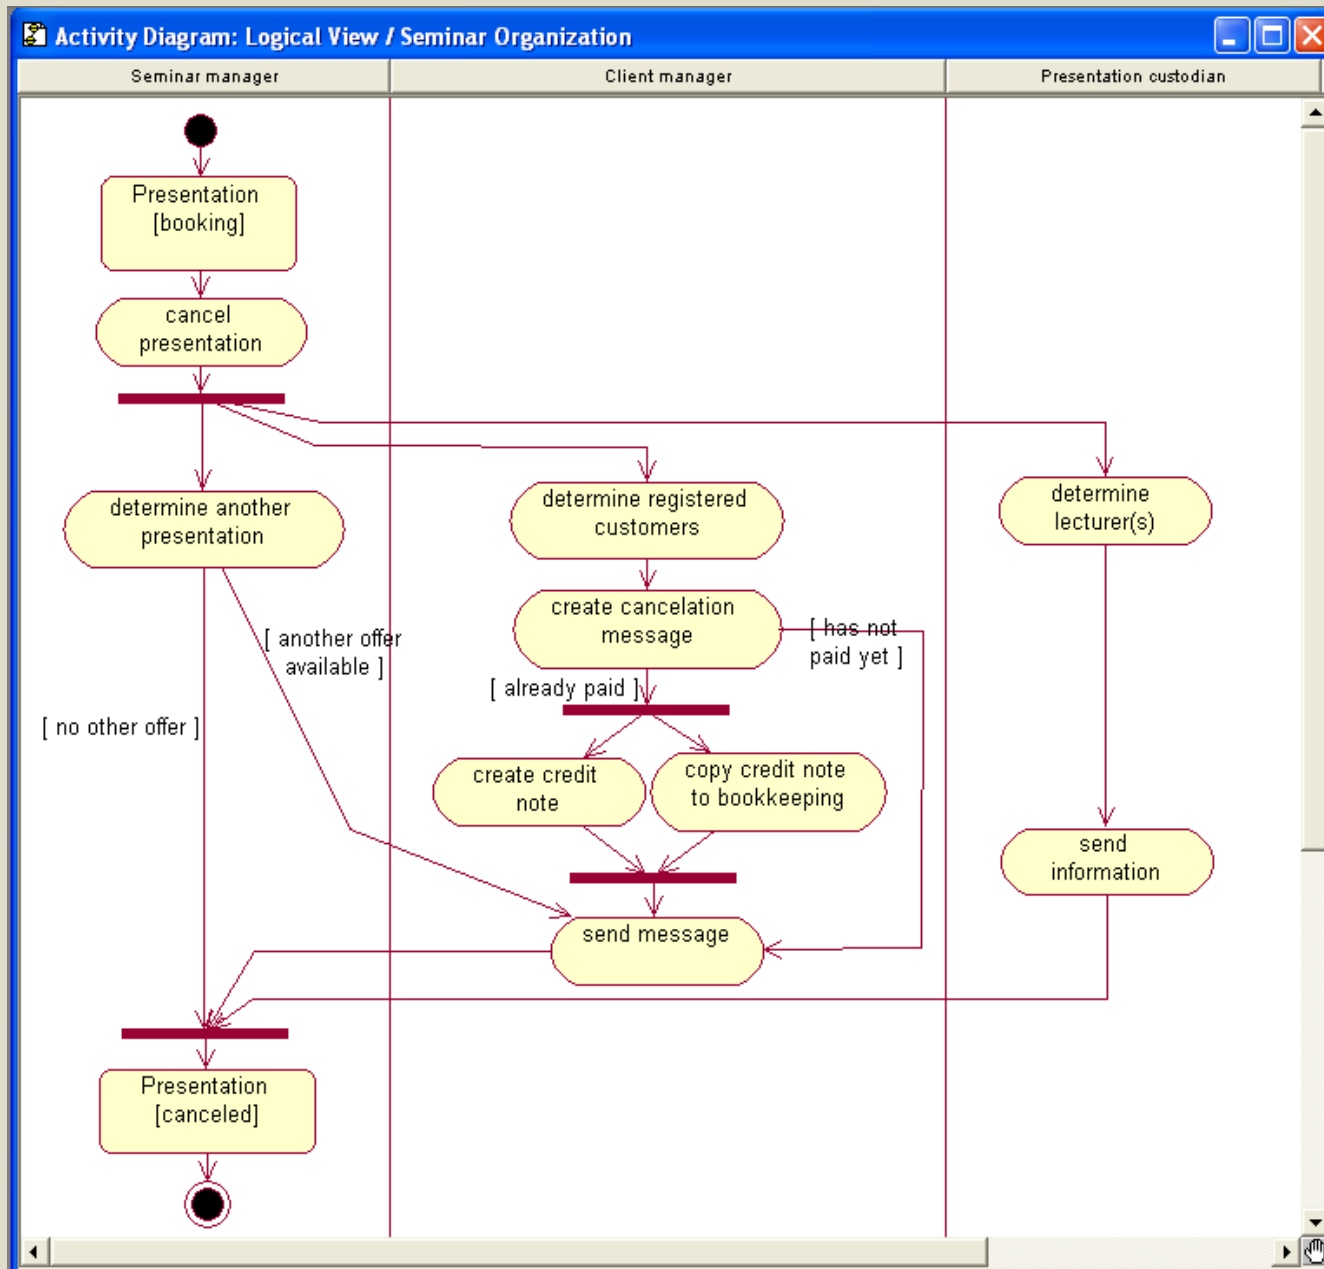 Activity Diagram: Logical View / Seminar Organization
Seminar manager
Client manager
Presentation custodian
Presentation
[booking]
cancel
presentation
determine another
presentation
determine registered
customers
determine
lecturer(s)
create cancelation
message
[ has not
paid yet ]
[ another offer
available ]
[ already paid ]
[ no other offer ]
create credit
note
copy credit note
to bookkeeping
send
information
send message
Presentation
[canceled]